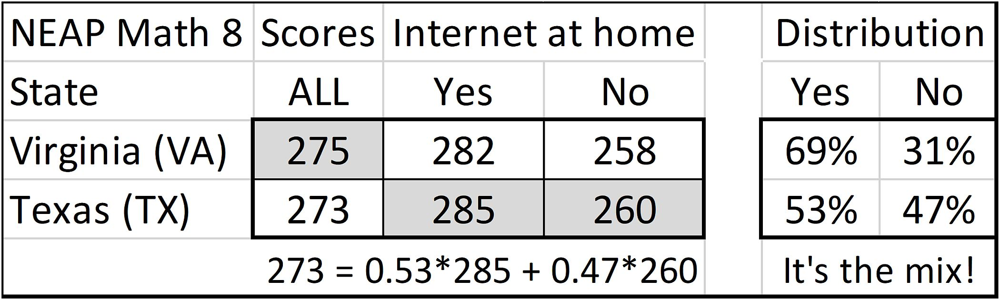 NEAP Math 8 Scores Internet at home Distribution
State ALL Yes No Yes No
Virginia (VA) 275 282 258 69% 31%
Texas (TX) 273 285 260 53% 47%
273 = 0.53*285 + 0.47*260 It's the mix!